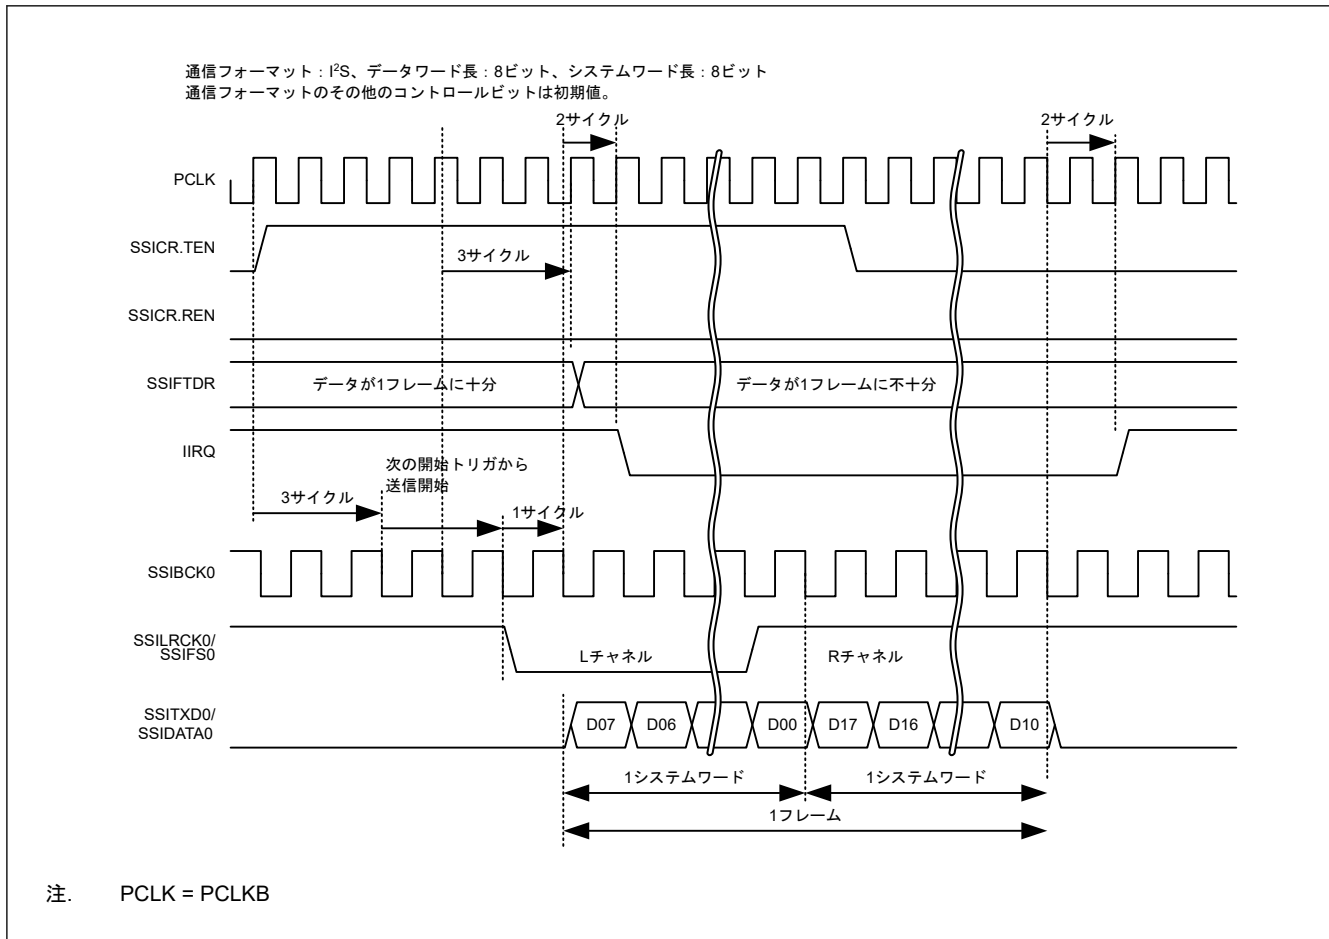 通信フォーマット：I²S、データワード長：8ビット、システムワード長：8ビット
通信フォーマットのその他のコントロールビットは初期値。
2サイクル
2サイクル
PCLK
SSICR.TEN
3サイクル
SSICR.REN
SSIFTDR
データが1フレームに十分
データが1フレームに不十分
IIRQ
次の開始トリガから
送信開始
3サイクル
1サイクル
SSIBCK0
SSILRCK0/
SSIFS0
Lチャネル
Rチャネル
SSITXD0/
SSIDATA0
D07
D06
D00
D17
D16
D10
1システムワード
1システムワード
1フレーム
注. PCLK = PCLKB